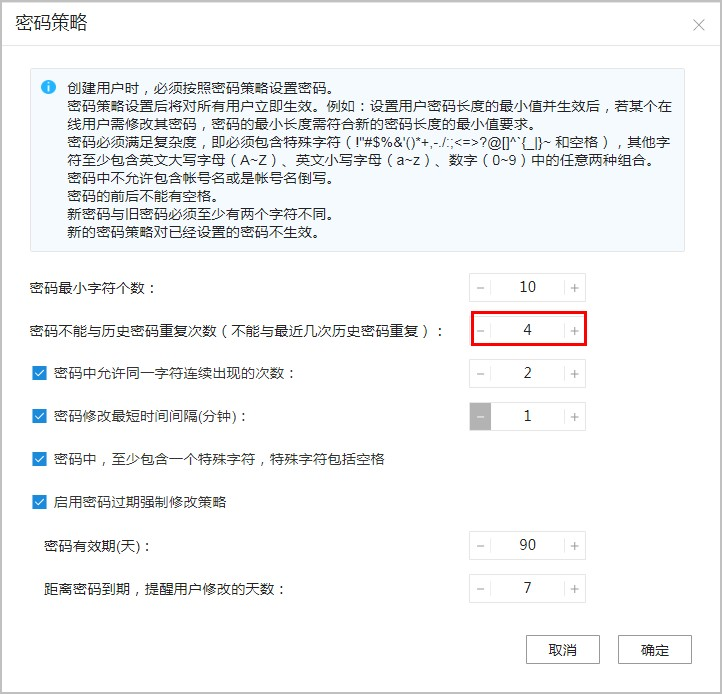 密码策略
创建用户时，必须按照密码策略设置密码。
密码策略设置后将对所有用户立即生效。例如：设置用户密码长度的最小值并生效后，若某个在
线用户需修改其密码，密码的最小长度需符合新的密码长度的最小值要求。
密码必须满足复杂度，即必须包含特殊字符（!"#$%&'()*+,-./:;<=>?@[]^`{_|}~ 和空格），其他字
符至少包含英文大写字母（A~Z）、英文小写字母（a~z）、数字（0~9）中的任意两种组合。
密码中不允许包含帐号名或是帐号名倒写。
密码的前后不能有空格。
新密码与旧密码必须至少有两个字符不同。
新的密码策略对已经设置的密码不生效。
密码最小字符个数： － 10 +
密码不能与历史密码重复次数（不能与最近几次历史密码重复）： － 4 +
密码中允许同一字符连续出现的次数： － 2 +
密码修改最短时间间隔(分钟)： － 1 +
密码中，至少包含一个特殊字符，特殊字符包括空格
启用密码过期强制修改策略
密码有效期(天)： － 90 +
距离密码到期，提醒用户修改的天数： － 7 +
取消 确定